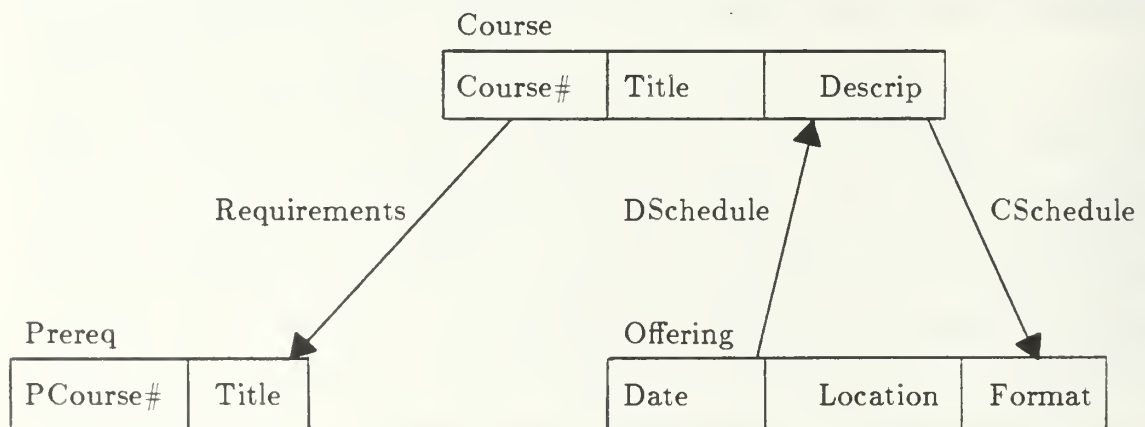 Course
Course# Title Descrip
Requirements DSchedule CSchedule
Prereq Offering
PCourse# Title Date Location Format